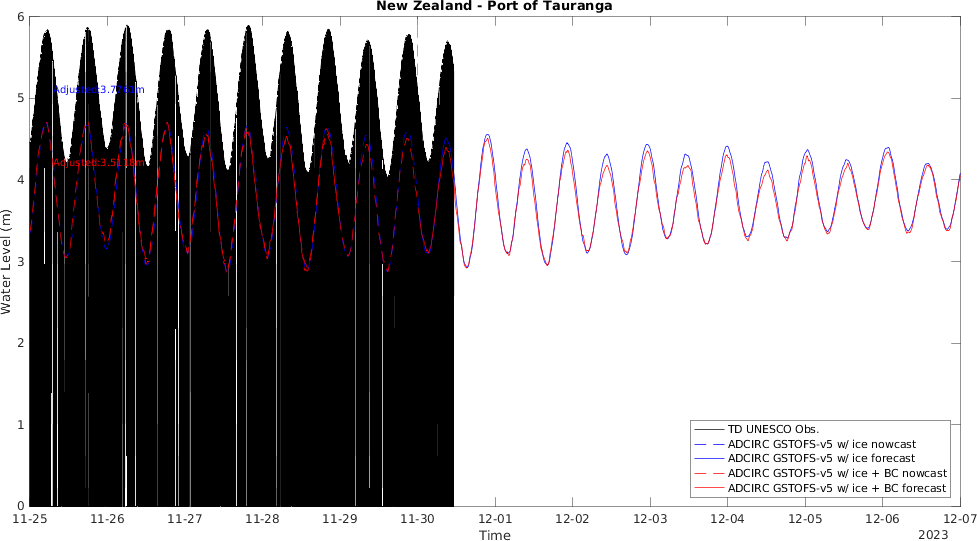 New Zealand - Port of Tauranga
6
5
4
3
2
1
0
Water Level (m)
11-25
11-26
11-27
11-28
11-29
11-30
12-01
12-02
12-03
12-04
12-05
12-06
12-07
Time
2023
TD UNESCO Obs.
ADCIRC GSTOFS-v5 w/ ice nowcast
ADCIRC GSTOFS-v5 w/ ice forecast
ADCIRC GSTOFS-v5 w/ ice + BC nowcast
ADCIRC GSTOFS-v5 w/ ice + BC forecast